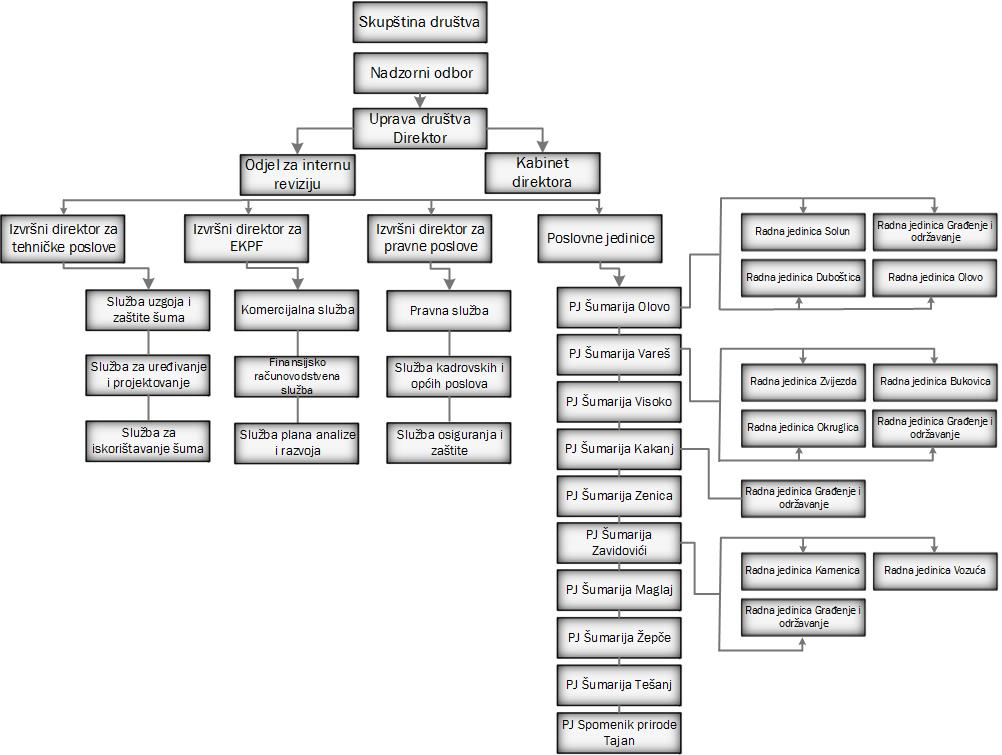 Skupština društva
Nadzorni odbor
Uprava društva
Direktor
Odjel za internu
reviziju
Kabinet
direktora
Izvršni direktor za
tehničke poslove
Izvršni direktor za
EKPF
Izvršni direktor za
pravne poslove
Poslovne jedinice
Služba uzgoja i
zaštite šuma
Služba za uređivanje
i projektovanje
Služba za
iskorištavanje šuma
Komercijalna služba
Finansijsko
računovodstvena
služba
Služba plana analize
i razvoja
Pravna služba
Služba kadrovskih i
općih poslova
Služba osiguranja i
zaštite
PJ Šumarija Olovo
PJ Šumarija Vareš
PJ Šumarija Visoko
PJ Šumarija Kakanj
PJ Šumarija Zenica
PJ Šumarija
Zavidovići
PJ Šumarija Maglaj
PJ Šumarija Žepče
PJ Šumarija Tešanj
PJ Spomenik prirode
Tajan
Radna jedinica Solun
Radna jedinica Građenje i
održavanje
Radna jedinica Duboštica
Radna jedinica Olovo
Radna jedinica Zvijezda
Radna jedinica Bukovica
Radna jedinica Okruglica
Radna jedinica Građenje i
održavanje
Radna jedinica Građenje i
održavanje
Radna jedinica Kamenica
Radna jedinica Vozuća
Radna jedinica Građenje i
održavanje